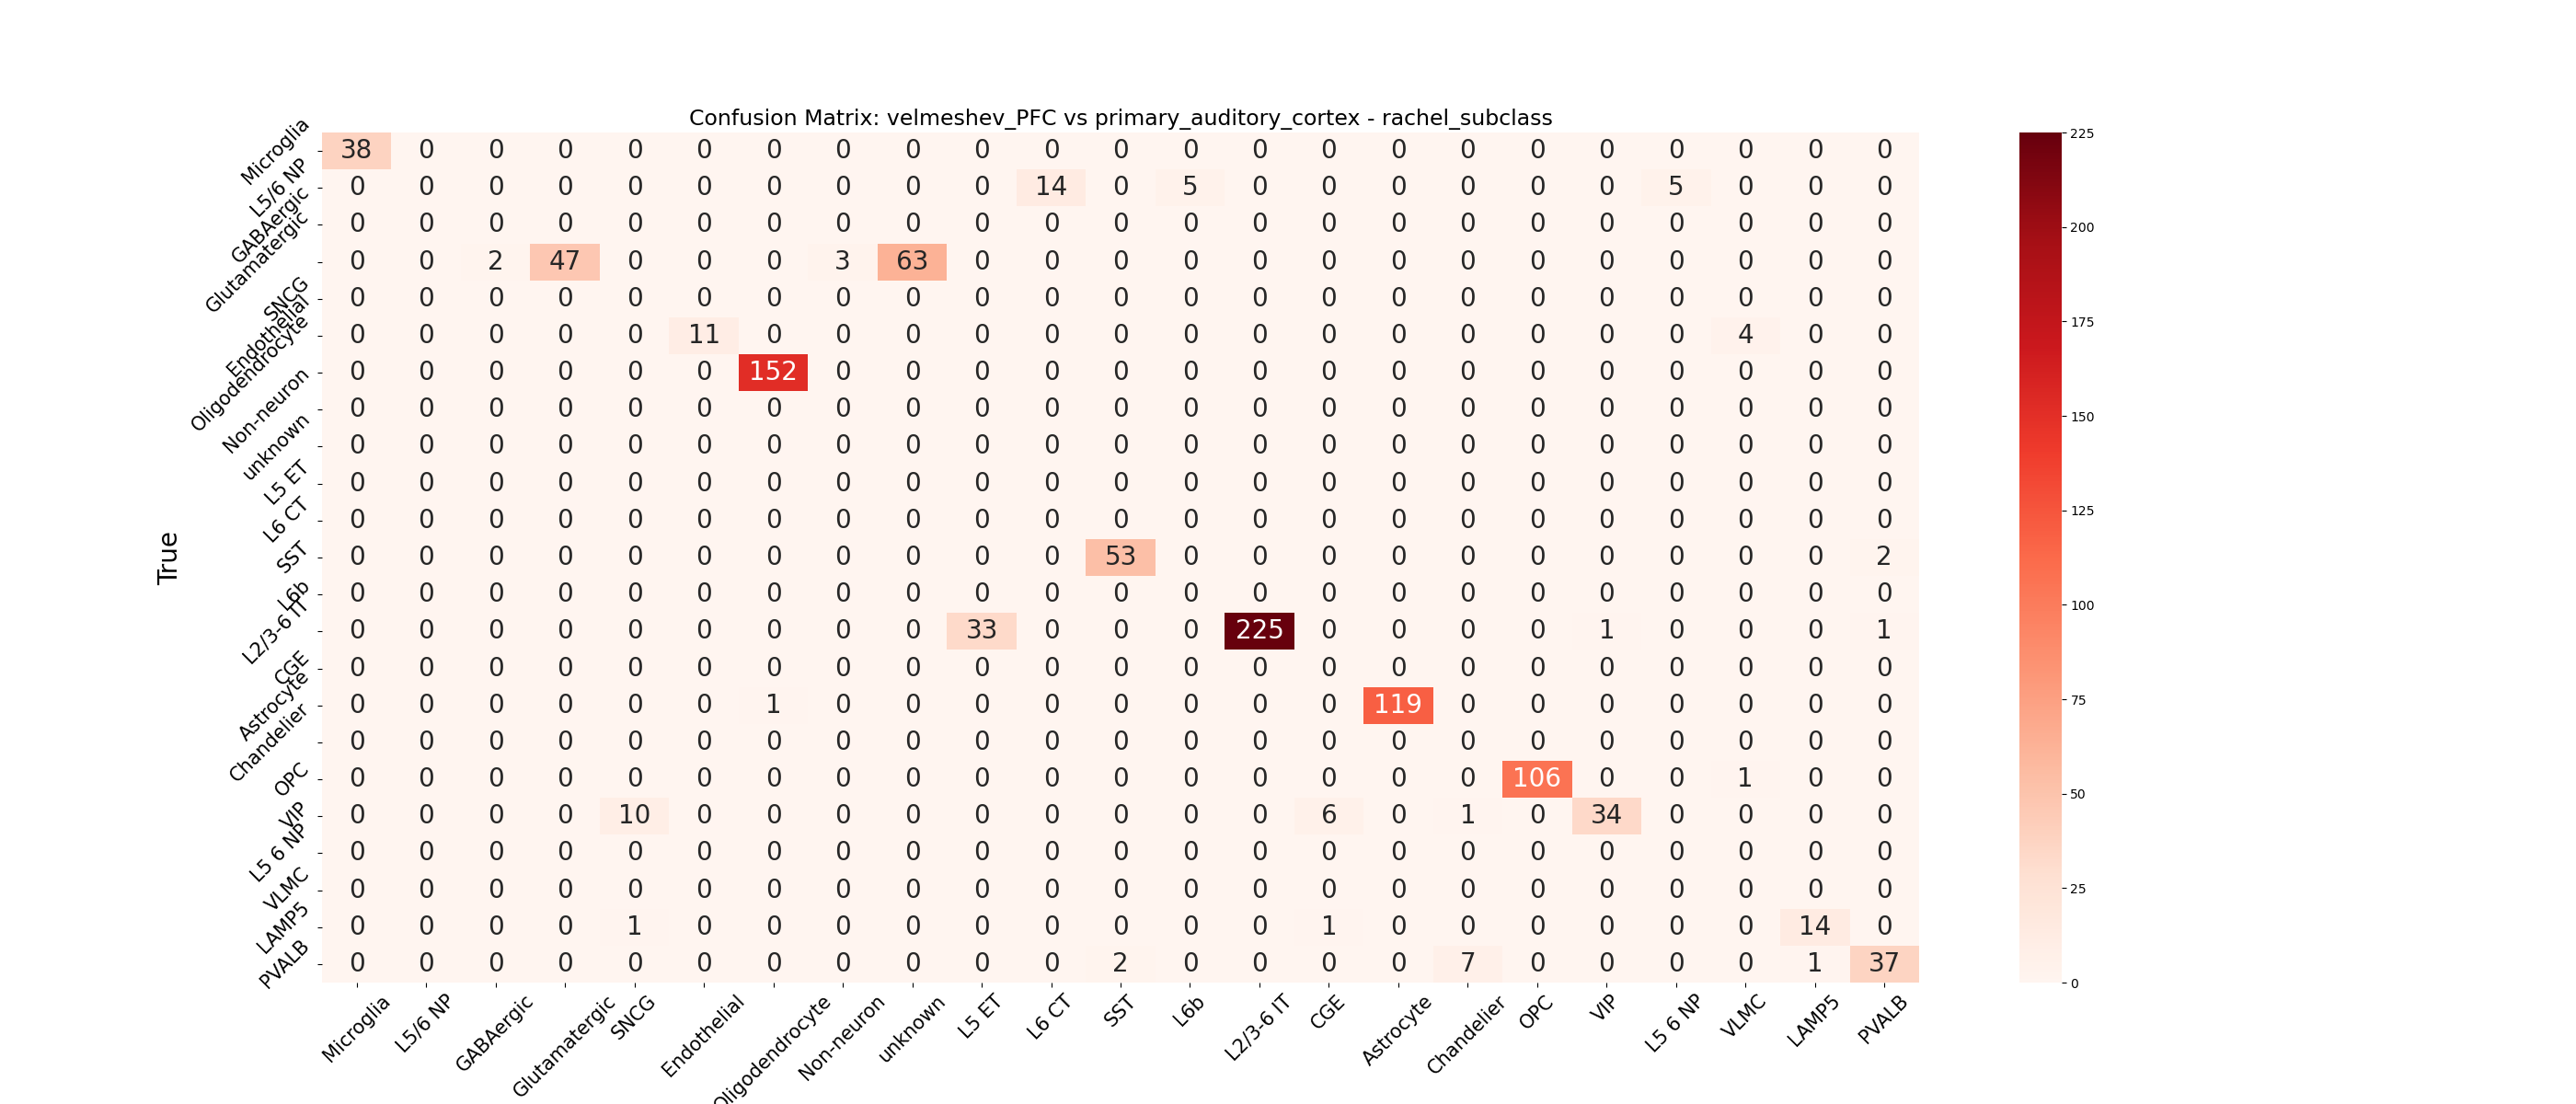 Confusion Matrix: velmeshev_PFC vs primary_auditory_cortex - rachel_subclass
True
Microglia 38 0 0 0 0 0 0 0 0 0 0 0 0 0 0 0 0 0 0 0 0 0 0
L5/6 NP 0 0 0 0 0 0 0 0 0 0 14 0 5 0 0 0 0 0 0 5 0 0 0
GABAergic 0 0 0 0 0 0 0 0 0 0 0 0 0 0 0 0 0 0 0 0 0 0 0
Glutamatergic 0 0 2 47 0 0 0 3 63 0 0 0 0 0 0 0 0 0 0 0 0 0 0
SNCG 0 0 0 0 0 0 0 0 0 0 0 0 0 0 0 0 0 0 0 0 0 0 0
Endothelial 0 0 0 0 0 11 0 0 0 0 0 0 0 0 0 0 0 0 0 0 4 0 0
Oligodendrocyte 0 0 0 0 0 0 152 0 0 0 0 0 0 0 0 0 0 0 0 0 0 0 0
Non-neuron 0 0 0 0 0 0 0 0 0 0 0 0 0 0 0 0 0 0 0 0 0 0 0
unknown 0 0 0 0 0 0 0 0 0 0 0 0 0 0 0 0 0 0 0 0 0 0 0
L5 ET 0 0 0 0 0 0 0 0 0 0 0 0 0 0 0 0 0 0 0 0 0 0 0
L6 CT 0 0 0 0 0 0 0 0 0 0 0 0 0 0 0 0 0 0 0 0 0 0 0
SST 0 0 0 0 0 0 0 0 0 0 0 53 0 0 0 0 0 0 0 0 0 0 2
L6b 0 0 0 0 0 0 0 0 0 0 0 0 0 0 0 0 0 0 0 0 0 0 0
L2/3-6 IT 0 0 0 0 0 0 0 0 0 33 0 0 0 225 0 0 0 0 1 0 0 0 1
CGE 0 0 0 0 0 0 0 0 0 0 0 0 0 0 0 0 0 0 0 0 0 0 0
Astrocyte 0 0 0 0 0 0 1 0 0 0 0 0 0 0 0 119 0 0 0 0 0 0 0
Chandelier 0 0 0 0 0 0 0 0 0 0 0 0 0 0 0 0 0 0 0 0 0 0 0
OPC 0 0 0 0 0 0 0 0 0 0 0 0 0 0 0 0 0 106 0 0 1 0 0
VIP 0 0 0 0 10 0 0 0 0 0 0 0 0 0 6 0 1 0 34 0 0 0 0
L5 6 NP 0 0 0 0 0 0 0 0 0 0 0 0 0 0 0 0 0 0 0 0 0 0 0
VLMC 0 0 0 0 0 0 0 0 0 0 0 0 0 0 0 0 0 0 0 0 0 0 0
LAMP5 0 0 0 0 1 0 0 0 0 0 0 0 0 0 1 0 0 0 0 0 0 14 0
PVALB 0 0 0 0 0 0 0 0 0 0 0 2 0 0 0 0 7 0 0 0 0 1 37
Microglia L5/6 NP GABAergic Glutamatergic SNCG Endothelial Oligodendrocyte Non-neuron unknown L5 ET L6 CT SST L6b L2/3-6 IT CGE Astrocyte Chandelier OPC VIP L5 6 NP VLMC LAMP5 PVALB
225
200
175
150
125
100
75
50
25
0